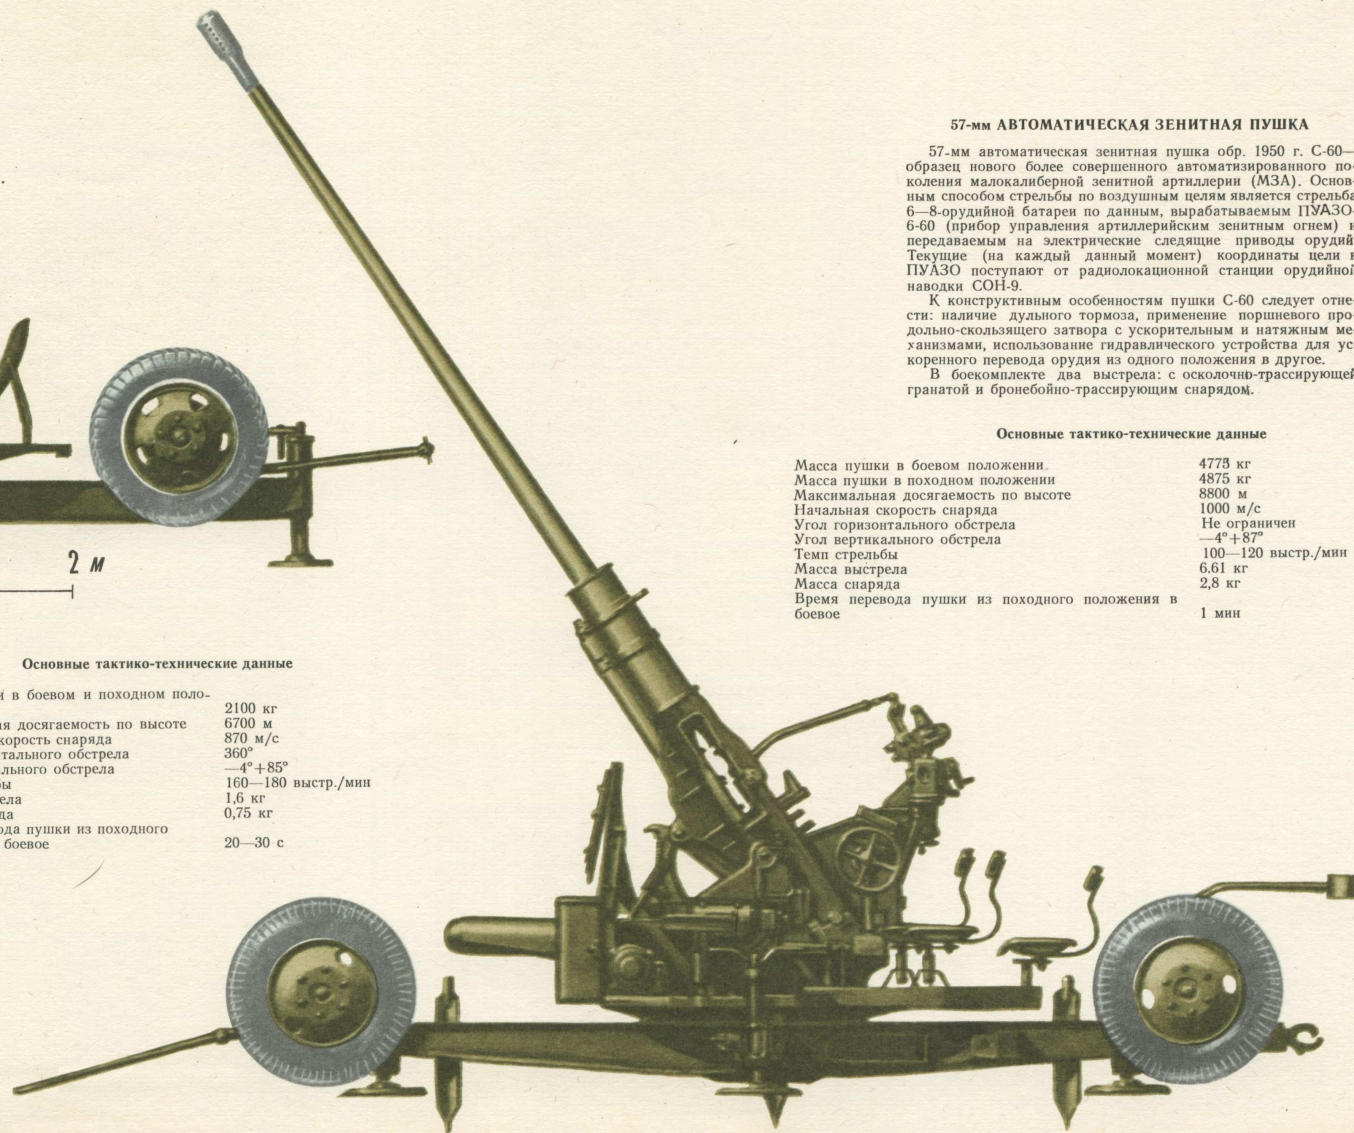 57-мм АВТОМАТИЧЕСКАЯ ЗЕНИТНАЯ ПУШКА
57-мм автоматическая зенитная пушка обр. 1950 г. С-60—
образец нового более совершенного автоматизированного по-
коления малокалиберной зенитной артиллерии (МЗА). Основ-
ным способом стрельбы по воздушным целям является стрельба
6—8-орудийной батареи по данным, вырабатываемым ПУАЗО-
6-60 (прибор управления артиллерийским зенитным огнем) и
передаваемым на электрические следящие приводы орудий.
Текущие (на каждый данный момент) координаты цели в
ПУАЗО поступают от радиолокационной станции орудийной
наводки СОН-9.
К конструктивным особенностям пушки С-60 следует отне-
сти: наличие дульного тормоза, применение поршневого про-
дольно-скользящего затвора с ускорительным и натяжным ме-
ханизмами, использование гидравлического устройства для ус-
коренного перевода орудия из одного положения в другое.
В боекомплекте два выстрела: с осколочно-трассирующей
гранатой и бронебойно-трассирующим снарядом.
Основные тактико-технические данные
Масса пушки в боевом положении 4775 кг
Масса пушки в походном положении 4875 кг
Максимальная досягаемость по высоте 8800 м
Начальная скорость снаряда 1000 м/с
Угол горизонтального обстрела Не ограничен
Угол вертикального обстрела —4°+87°
Темп стрельбы 100—120 выстр./мин
Масса выстрела 6.61 кг
Масса снаряда 2,8 кг
Время перевода пушки из походного положения в
боевое 1 мин
2 м
Основные тактико-технические данные
в боевом и походном поло-
2100 кг
досягаемость по высоте 6700 м
скорость снаряда 870 м/с
обстрела 360°
обстрела —4°+85°
160—180 выстр./мин
1,6 кг
0,75 кг
пушки из походного
боевое 20—30 с